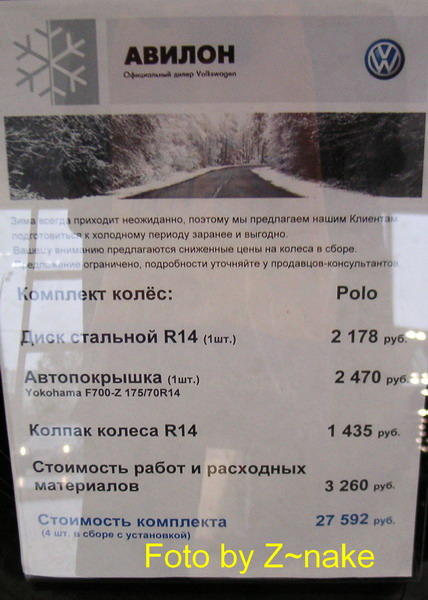 АВИЛОН
Официальный дилер Volkswagen
Зима всегда приходит неожиданно, поэтому мы предлагаем нашим Клиентам
подготовиться к холодному периоду заранее и выгодно.
Вашему вниманию предлагаются сниженные цены на колеса в сборе.
Предложение ограничено, подробности уточняйте у продавцов-консультантов.
Комплект колёс: Polo
Диск стальной R14 (1шт.) 2 178 руб.
Автопокрышка (1шт.) 2 470 руб.
Yokohama F700-Z 175/70R14
Колпак колеса R14 1 435 руб.
Стоимость работ и расходных
материалов 3 260 руб.
Стоимость комплекта 27 592 руб.
(4 шт. в сборе с установкой)
Foto by Z~nake